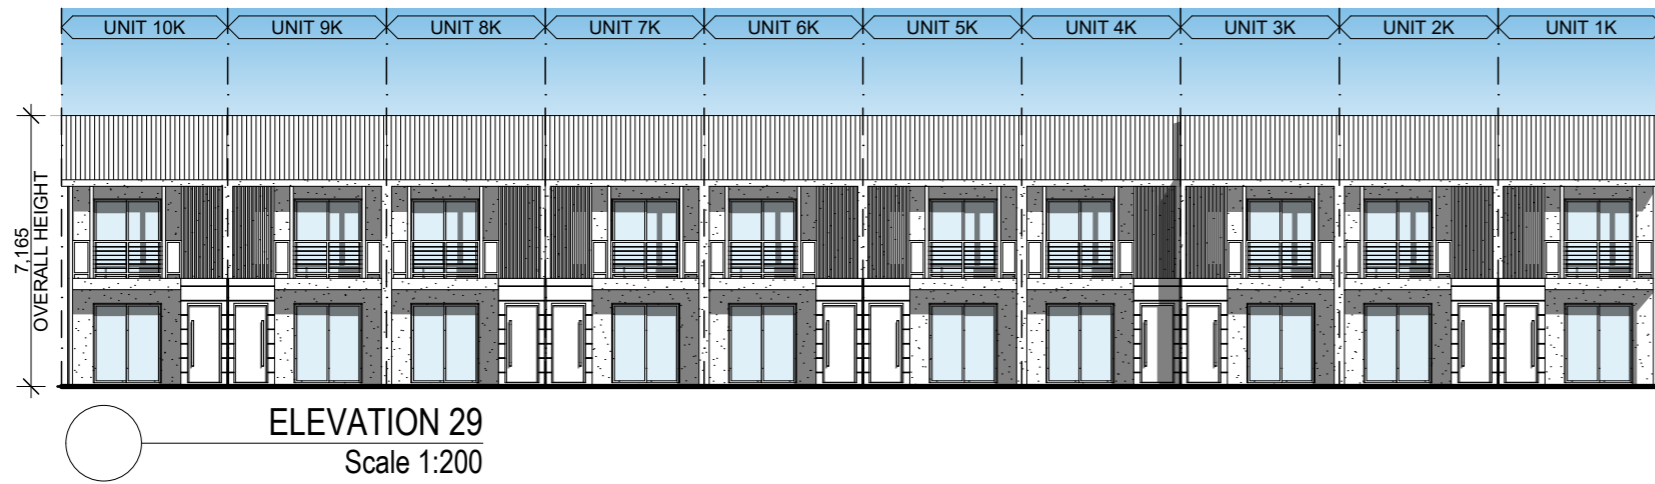 UNIT 10K
UNIT 9K
UNIT 8K
UNIT 7K
UNIT 6K
UNIT 5K
UNIT 4K
UNIT 3K
UNIT 2K
UNIT 1K
7,165
OVERALL HEIGHT
ELEVATION 29
Scale 1:200